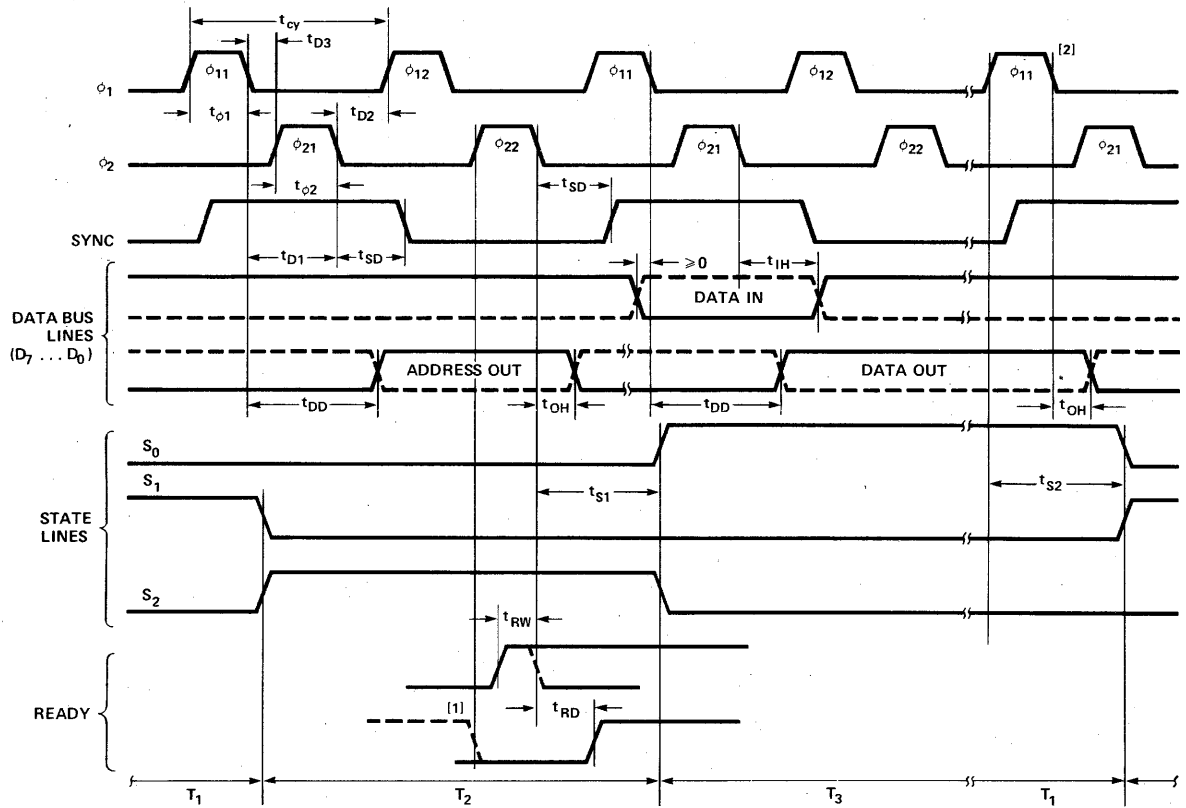 t_cy
t_D3
φ_1 φ_11 φ_12 φ_11 φ_12 φ_11 [2]
t_φ1 t_D2
φ_2 φ_21 φ_22 φ_21 φ_22 φ_21
t_φ2 t_SD
SYNC
t_D1 t_SD ≥0 t_IH
DATA IN
DATA BUS
LINES
(D_7 ... D_0)
ADDRESS OUT DATA OUT
t_DD t_OH t_DD t_OH
S_0
S_1 t_S1 t_S2
STATE
LINES
S_2
t_RW
READY
[1] t_RD
T_1 T_2 T_3 T_1